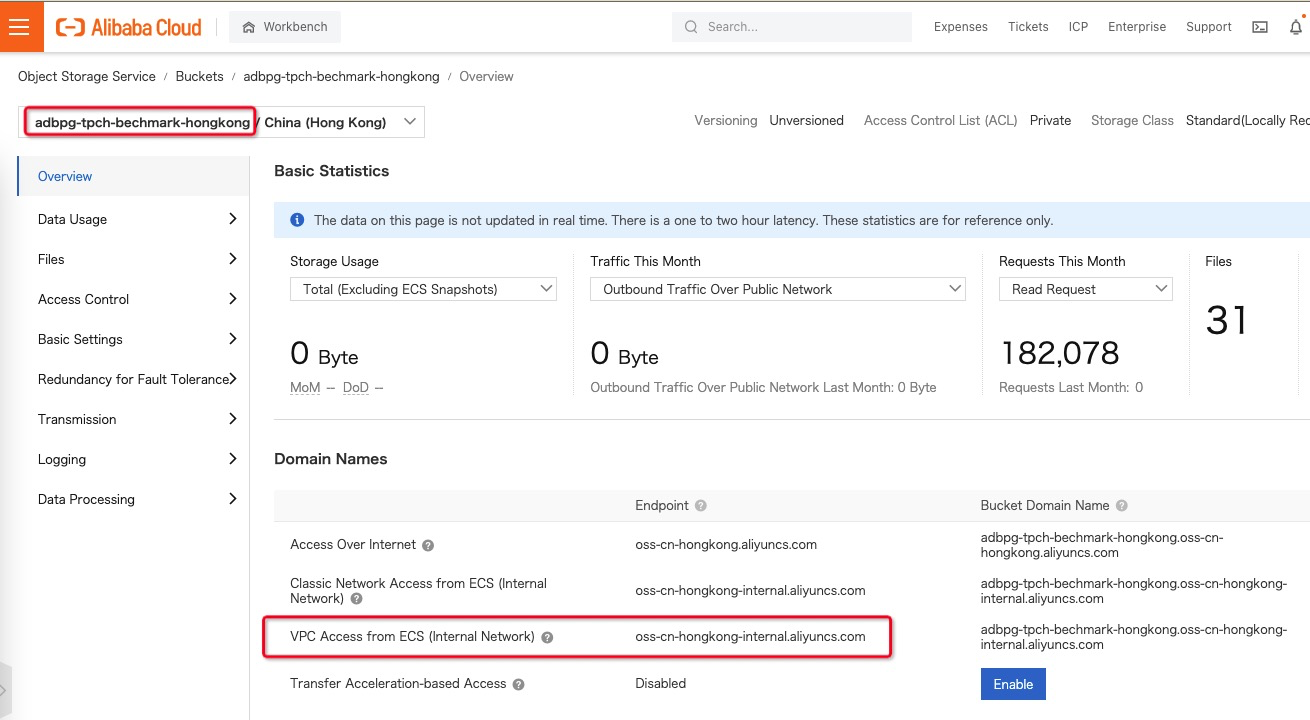 Alibaba Cloud
Workbench
Search...
Expenses Tickets ICP Enterprise Support
Object Storage Service / Buckets / adbpg-tpch-bechmark-hongkong / Overview
adbpg-tpch-bechmark-hongkong / China (Hong Kong)
Versioning Unversioned Access Control List (ACL) Private Storage Class Standard(Locally Rec
Overview
Data Usage
Files
Access Control
Basic Settings
Redundancy for Fault Tolerance
Transmission
Logging
Data Processing
Basic Statistics
The data on this page is not updated in real time. There is a one to two hour latency. These statistics are for reference only.
Storage Usage
Total (Excluding ECS Snapshots)
0 Byte
MoM – DoD –
Traffic This Month
Outbound Traffic Over Public Network
0 Byte
Outbound Traffic Over Public Network Last Month: 0 Byte
Requests This Month
Read Request
182,078
Requests Last Month: 0
Files
31
Domain Names
Endpoint Bucket Domain Name
Access Over Internet oss-cn-hongkong.aliyuncs.com
adbpg-tpch-bechmark-hongkong.oss-cn-
hongkong.aliyuncs.com
Classic Network Access from ECS (Internal
Network)
oss-cn-hongkong-internal.aliyuncs.com
adbpg-tpch-bechmark-hongkong.oss-cn-hongkong-
internal.aliyuncs.com
VPC Access from ECS (Internal Network) oss-cn-hongkong-internal.aliyuncs.com
adbpg-tpch-bechmark-hongkong.oss-cn-hongkong-
internal.aliyuncs.com
Transfer Acceleration-based Access Disabled Enable